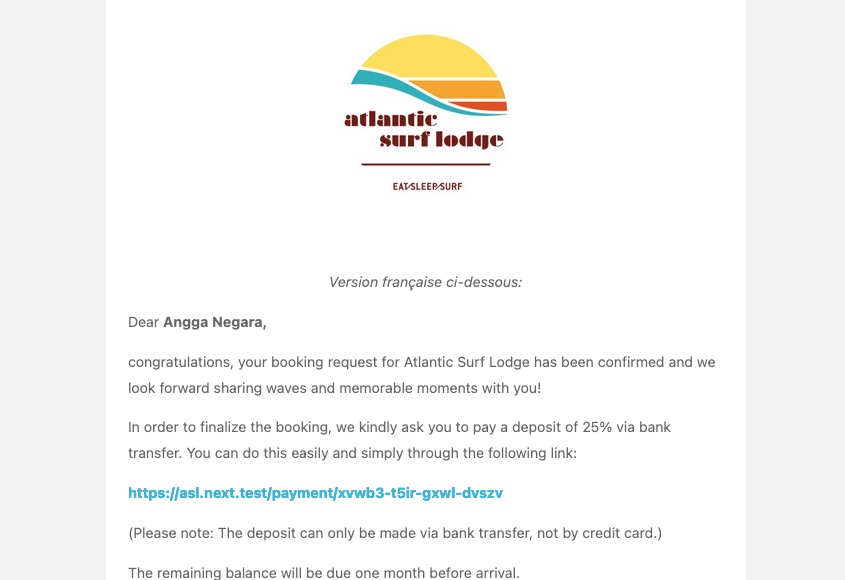 atlantic
surf lodge
EAT/SLEEP/SURF
Version française ci-dessous:
Dear Angga Negara,
congratulations, your booking request for Atlantic Surf Lodge has been confirmed and we
look forward sharing waves and memorable moments with you!
In order to finalize the booking, we kindly ask you to pay a deposit of 25% via bank
transfer. You can do this easily and simply through the following link:
https://asl.next.test/payment/xvwb3-t5ir-gxwl-dvszv
(Please note: The deposit can only be made via bank transfer, not by credit card.)
The remaining balance will be due one month before arrival.